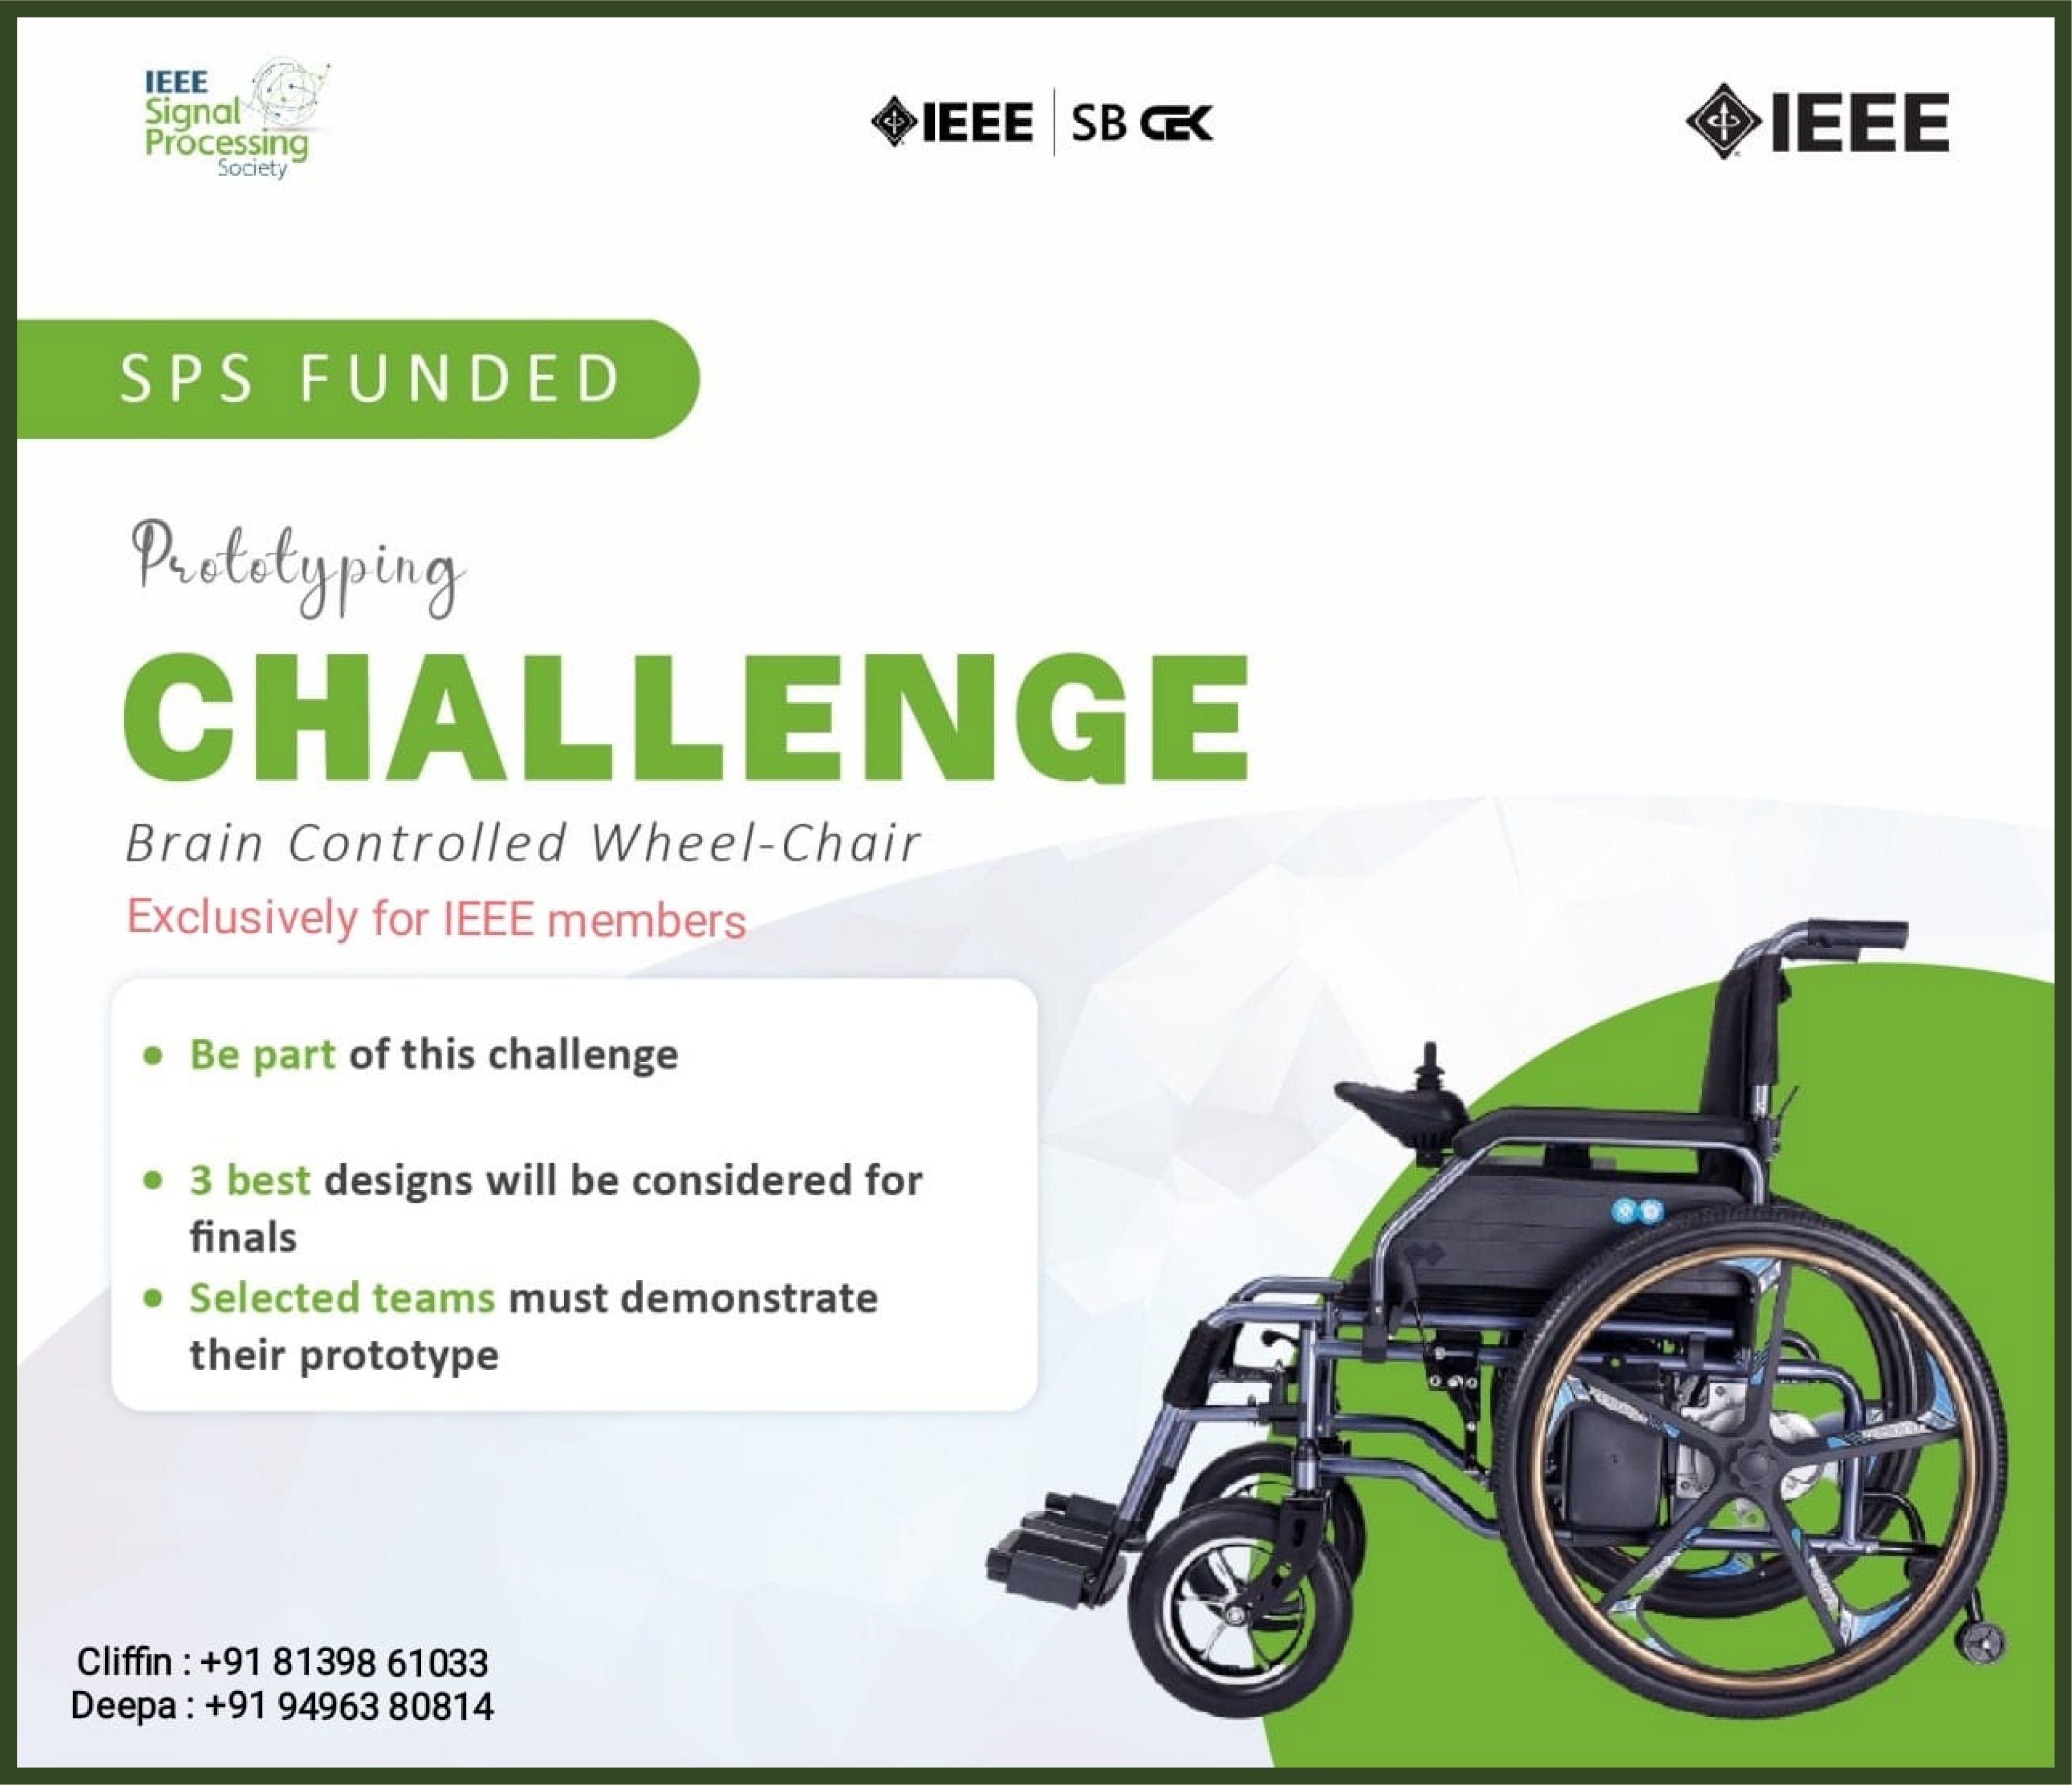 IEEE
Signal
Processing
Society
IEEE | SB CEK
IEEE
SPS FUNDED
Prototyping
CHALLENGE
Brain Controlled Wheel-Chair
Exclusively for IEEE members
• Be part of this challenge
• 3 best designs will be considered for
finals
• Selected teams must demonstrate
their prototype
Cliffin : +91 81398 61033
Deepa : +91 94963 80814